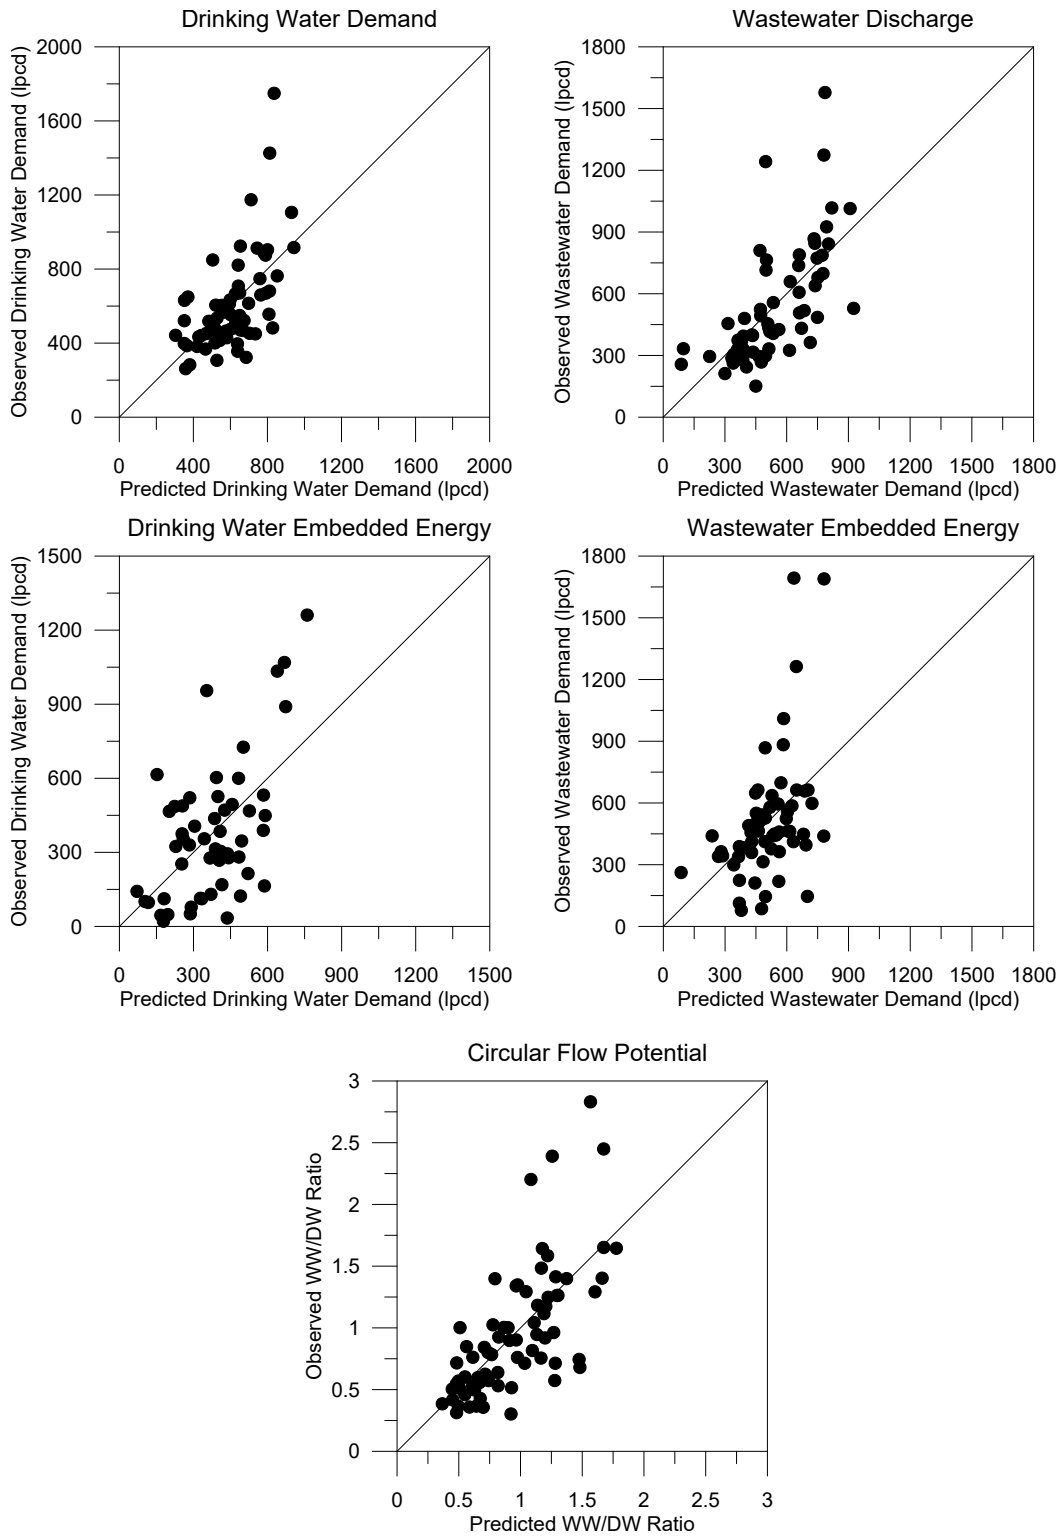 Drinking Water Demand
Observed Drinking Water Demand (lpcd)
2000
1600
1200
800
400
0
0 400 800 1200 1600 2000
Predicted Drinking Water Demand (lpcd)
Wastewater Discharge
Observed Wastewater Demand (lpcd)
1800
1500
1200
900
600
300
0
0 300 600 900 1200 1500 1800
Predicted Wastewater Demand (lpcd)
Drinking Water Embedded Energy
Observed Drinking Water Demand (lpcd)
1500
1200
900
600
300
0
0 300 600 900 1200 1500
Predicted Drinking Water Demand (lpcd)
Wastewater Embedded Energy
Observed Wastewater Demand (lpcd)
1800
1500
1200
900
600
300
0
0 300 600 900 1200 1500 1800
Predicted Wastewater Demand (lpcd)
Circular Flow Potential
Observed WW/DW Ratio
3
2.5
2
1.5
1
0.5
0
0 0.5 1 1.5 2 2.5 3
Predicted WW/DW Ratio